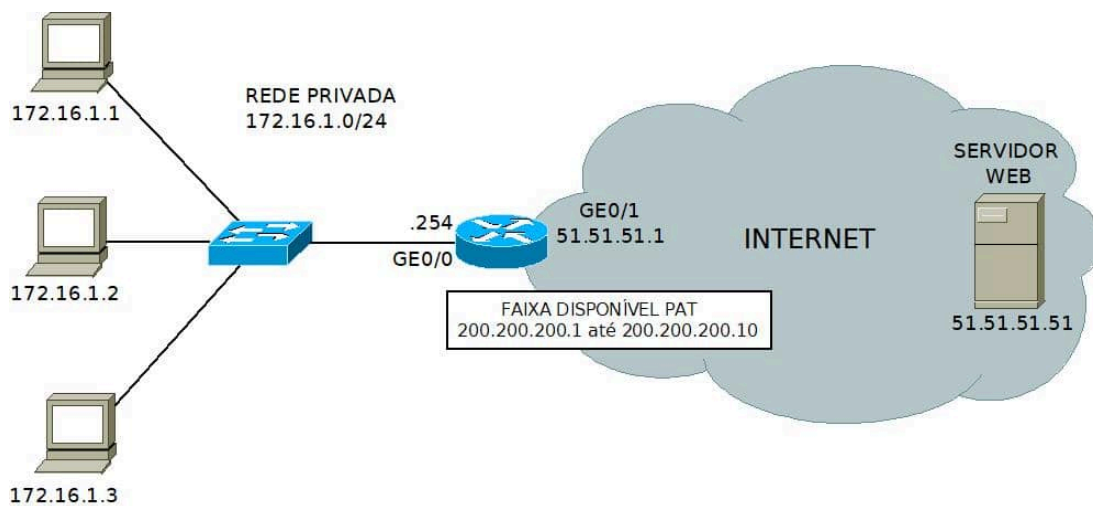 172.16.1.1
REDE PRIVADA
172.16.1.0/24
172.16.1.2
.254
GE0/0
GE0/1
51.51.51.1
INTERNET
SERVIDOR
WEB
51.51.51.51
FAIXA DISPONÍVEL PAT
200.200.200.1 até 200.200.200.10
172.16.1.3